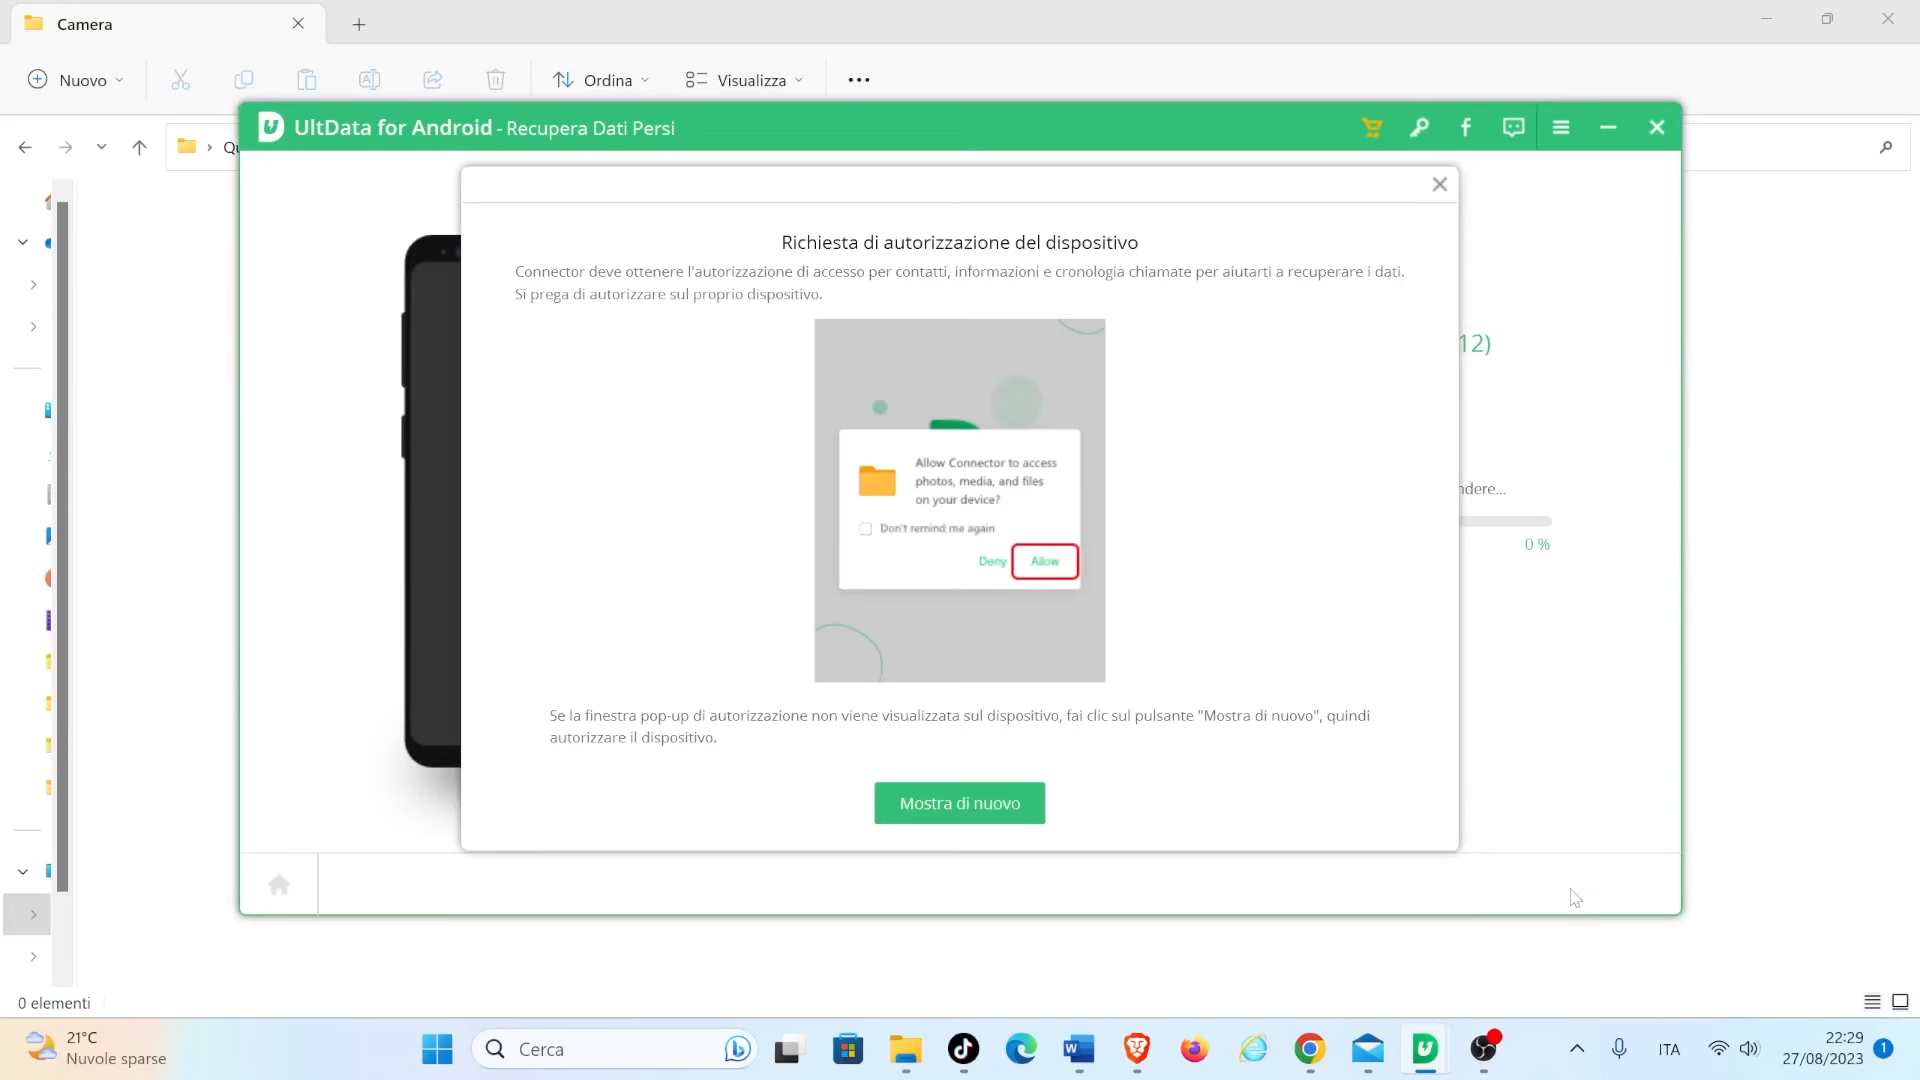 Camera
Nuovo
Ordina
Visualizza
UltData for Android - Recupera Dati Persi
Richiesta di autorizzazione del dispositivo
Connector deve ottenere l'autorizzazione di accesso per contatti, informazioni e cronologia chiamate per aiutarti a recuperare i dati.
Si prega di autorizzare sul proprio dispositivo.
12)
Allow Connector to access
photos, media, and files
on your device?
Don't remind me again
Deny
Allow
ndere...
0 %
Se la finestra pop-up di autorizzazione non viene visualizzata sul dispositivo, fai clic sul pulsante "Mostra di nuovo", quindi
autorizzare il dispositivo.
Mostra di nuovo
0 elementi
21°C
Nuvole sparse
Cerca
ITA
22:29
27/08/2023
1